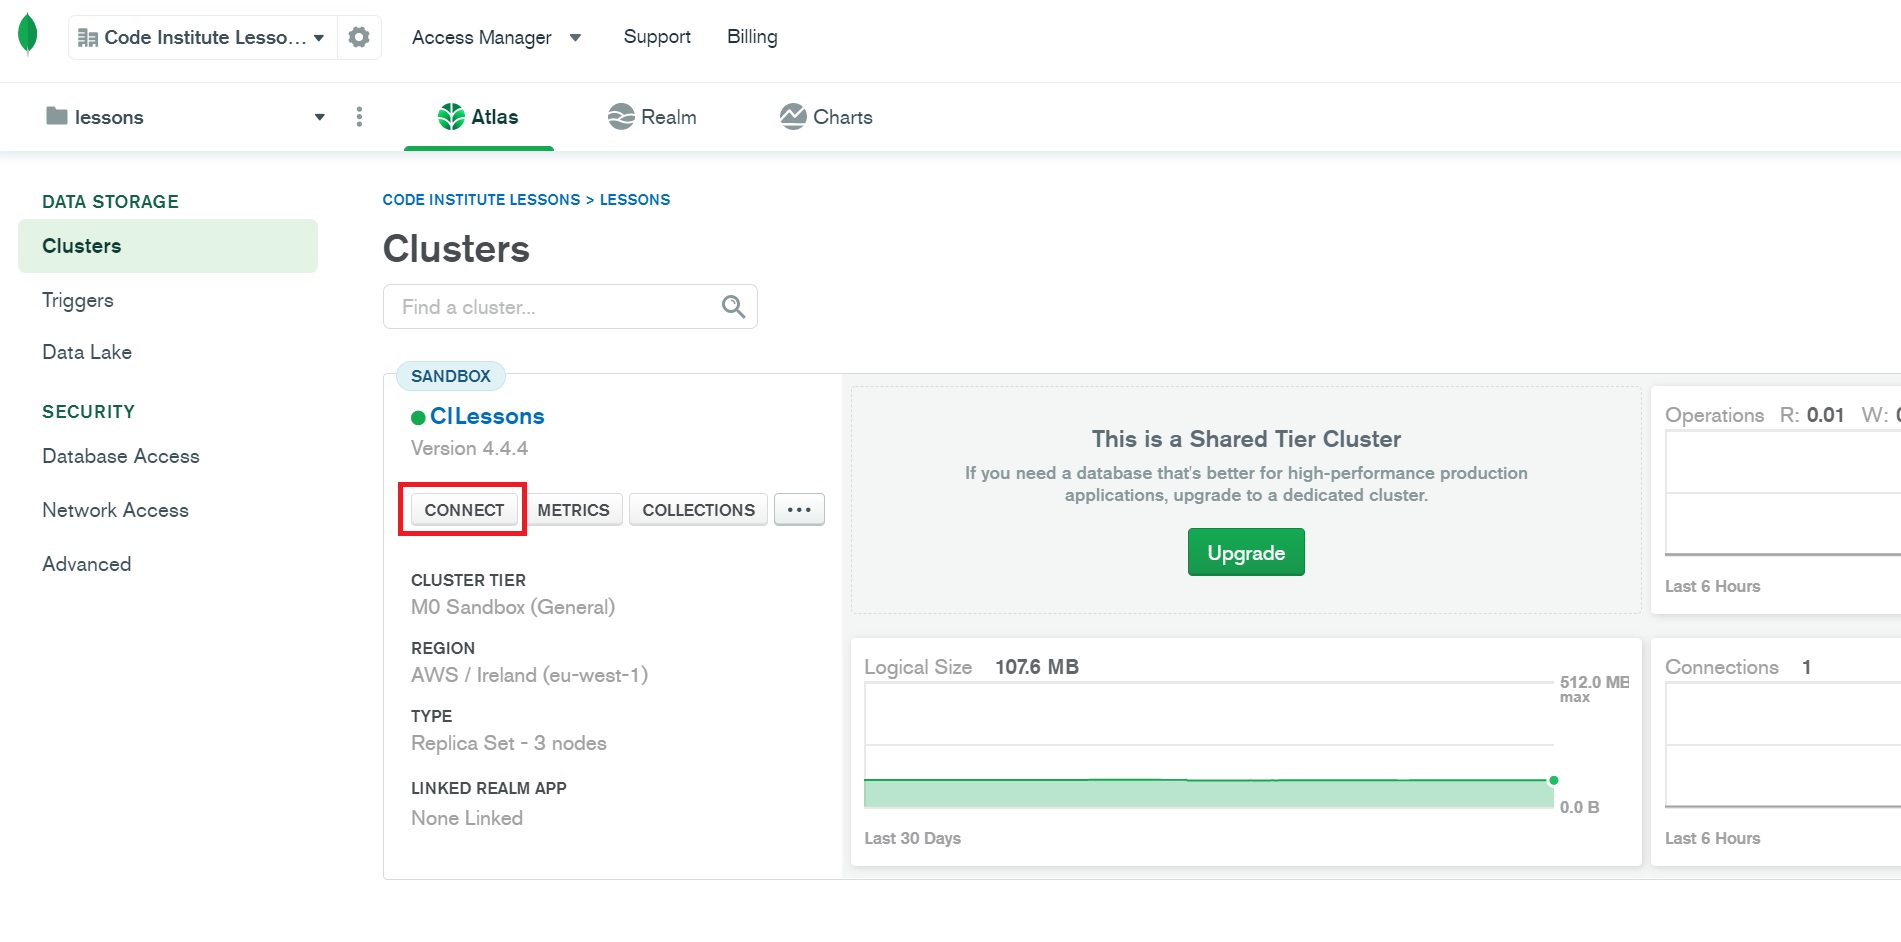 Code Institute Lesso...
Access Manager
Support
Billing
lessons
Atlas
Realm
Charts
DATA STORAGE
Clusters
Triggers
Data Lake
SECURITY
Database Access
Network Access
Advanced
CODE INSTITUTE LESSONS > LESSONS
Clusters
Find a cluster...
SANDBOX
CILessons
Version 4.4.4
CONNECT
METRICS
COLLECTIONS
...
CLUSTER TIER
M0 Sandbox (General)
REGION
AWS / Ireland (eu-west-1)
TYPE
Replica Set - 3 nodes
LINKED REALM APP
None Linked
This is a Shared Tier Cluster
If you need a database that's better for high-performance production
applications, upgrade to a dedicated cluster.
Upgrade
Operations R: 0.01 W:
Last 6 Hours
Logical Size 107.6 MB
512.0 MB
max
0.0 B
Last 30 Days
Connections 1
Last 6 Hours